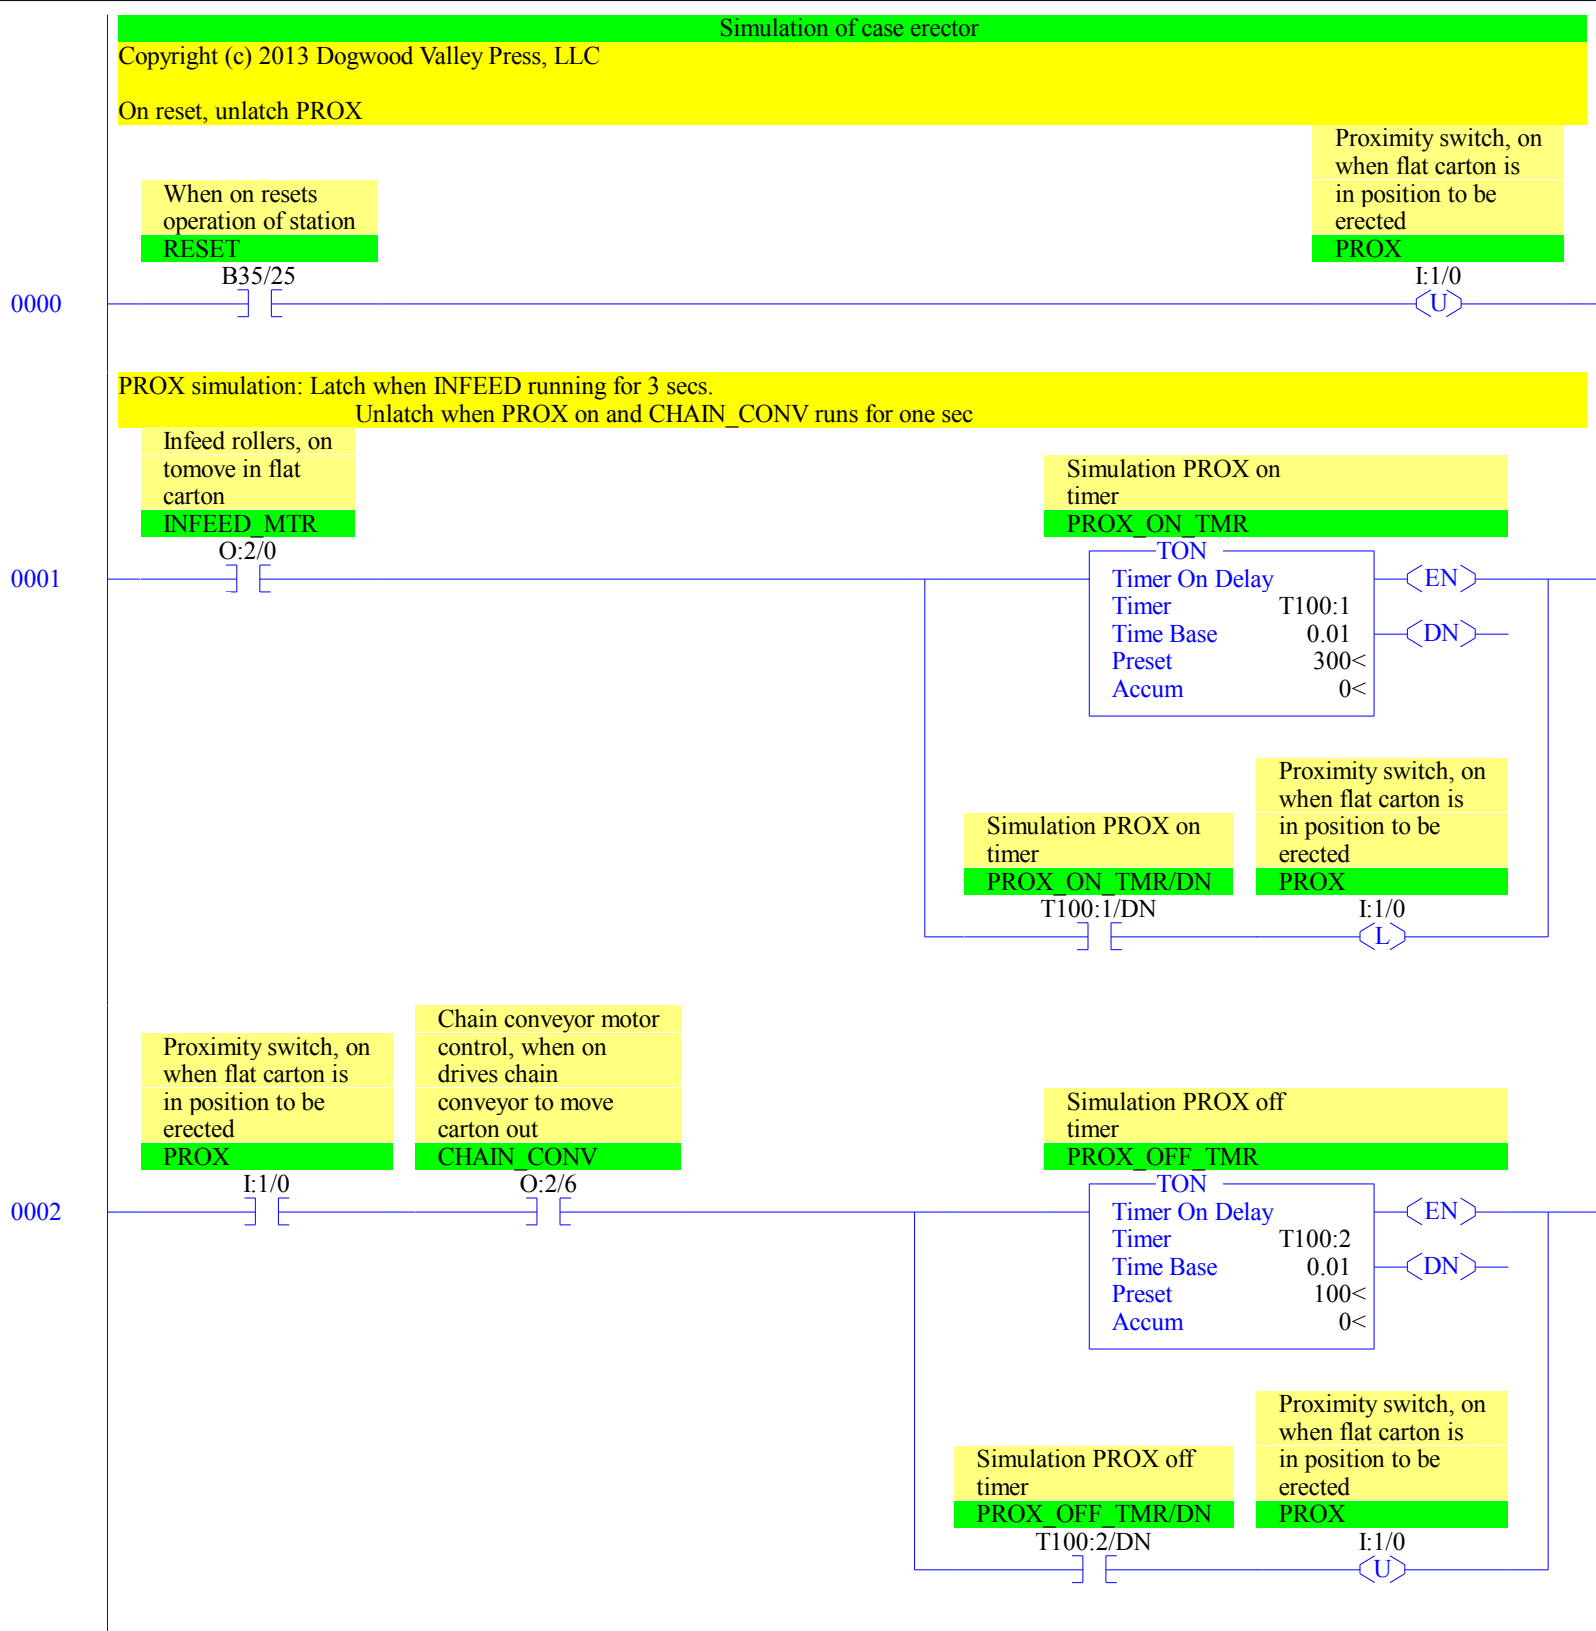 Simulation of case erector
Copyright (c) 2013 Dogwood Valley Press, LLC
On reset, unlatch PROX
When on resets
operation of station
RESET
B35/25
Proximity switch, on
when flat carton is
in position to be
erected
PROX
I:1/0
0000
U
PROX simulation: Latch when INFEED running for 3 secs.
Unlatch when PROX on and CHAIN_CONV runs for one sec
Infeed rollers, on
tomove in flat
carton
INFEED_MTR
O:2/0
0001
Simulation PROX on
timer
PROX_ON_TMR
TON
Timer On Delay
Timer T100:1
Time Base 0.01
Preset 300<
Accum 0<
EN
DN
Simulation PROX on
timer
PROX_ON_TMR/DN
T100:1/DN
Proximity switch, on
when flat carton is
in position to be
erected
PROX
I:1/0
L
Proximity switch, on
when flat carton is
in position to be
erected
PROX
I:1/0
Chain conveyor motor
control, when on
drives chain
conveyor to move
carton out
CHAIN_CONV
O:2/6
0002
Simulation PROX off
timer
PROX_OFF_TMR
TON
Timer On Delay
Timer T100:2
Time Base 0.01
Preset 100<
Accum 0<
EN
DN
Simulation PROX off
timer
PROX_OFF_TMR/DN
T100:2/DN
Proximity switch, on
when flat carton is
in position to be
erected
PROX
I:1/0
U